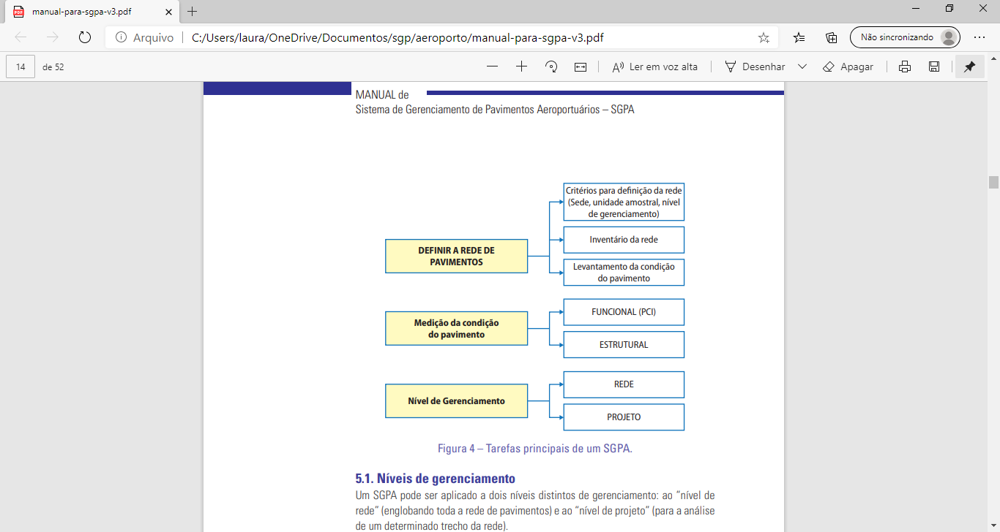 manual-para-sgpa-v3.pdf
Arquivo
C:/Users/laura/OneDrive/Documentos/sgp/aeroporto/manual-para-sgpa-v3.pdf
Não sincronizando
14
de 52
Ler em voz alta
Desenhar
Apagar
MANUAL de
Sistema de Gerenciamento de Pavimentos Aeroportuários – SGPA
DEFINIR A REDE DE
PAVIMENTOS
Critérios para definição da rede
(Sede, unidade amostral, nível
de gerenciamento)
Inventário da rede
Levantamento da condição
do pavimento
Medição da condição
do pavimento
FUNCIONAL (PCI)
ESTRUTURAL
Nível de Gerenciamento
REDE
PROJETO
Figura 4 – Tarefas principais de um SGPA.
5.1. Níveis de gerenciamento
Um SGPA pode ser aplicado a dois níveis distintos de gerenciamento: ao “nível de
rede” (englobando toda a rede de pavimentos) e ao “nível de projeto” (para a análise
de um determinado trecho da rede).